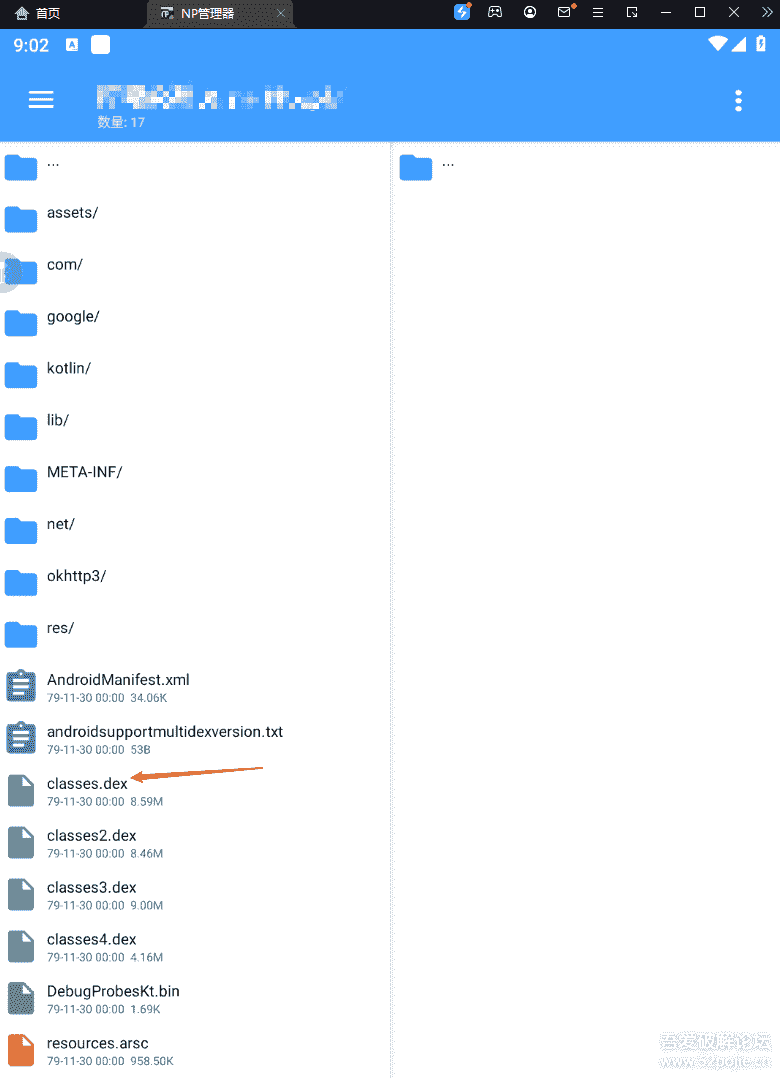 首页
NP管理器
9:02
A
数量: 17
...
assets/
com/
google/
kotlin/
lib/
META-INF/
net/
okhttp3/
res/
AndroidManifest.xml
79-11-30 00:00 34.06K
androidsupportmultidexversion.txt
79-11-30 00:00 53B
classes.dex
79-11-30 00:00 8.59M
classes2.dex
79-11-30 00:00 8.46M
classes3.dex
79-11-30 00:00 9.00M
classes4.dex
79-11-30 00:00 4.16M
DebugProbesKt.bin
79-11-30 00:00 1.69K
resources.arsc
79-11-30 00:00 958.50K
...
吾爱破解论坛
www.52pojie.cn